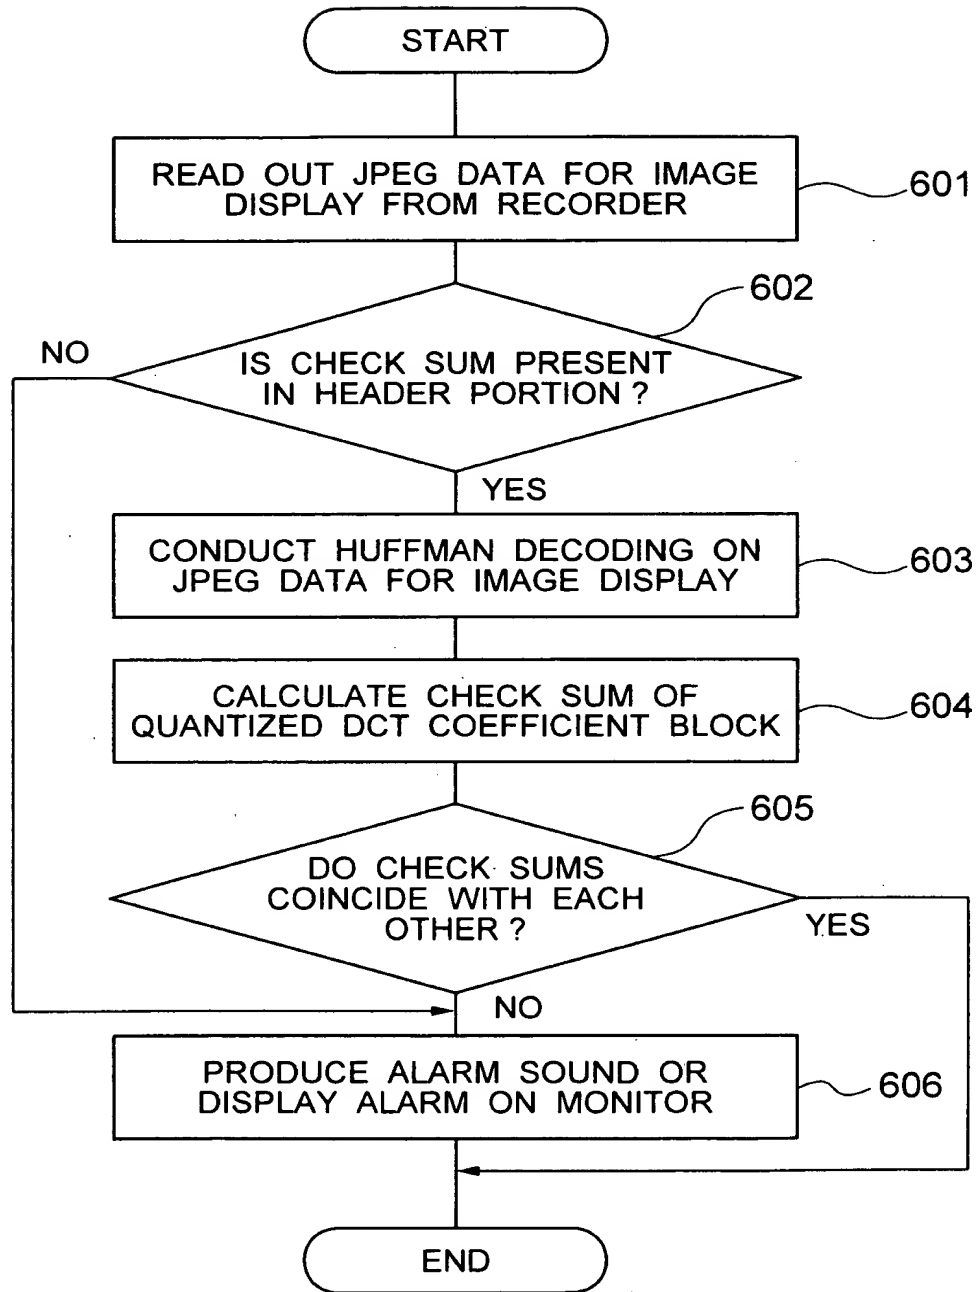 START
READ OUT JPEG DATA FOR IMAGE
DISPLAY FROM RECORDER
601
602
NO
IS CHECK SUM PRESENT
IN HEADER PORTION ?
YES
CONDUCT HUFFMAN DECODING ON
JPEG DATA FOR IMAGE DISPLAY
603
CALCULATE CHECK SUM OF
QUANTIZED DCT COEFFICIENT BLOCK
604
605
DO CHECK SUMS
COINCIDE WITH EACH
OTHER ?
YES
NO
PRODUCE ALARM SOUND OR
DISPLAY ALARM ON MONITOR
606
END